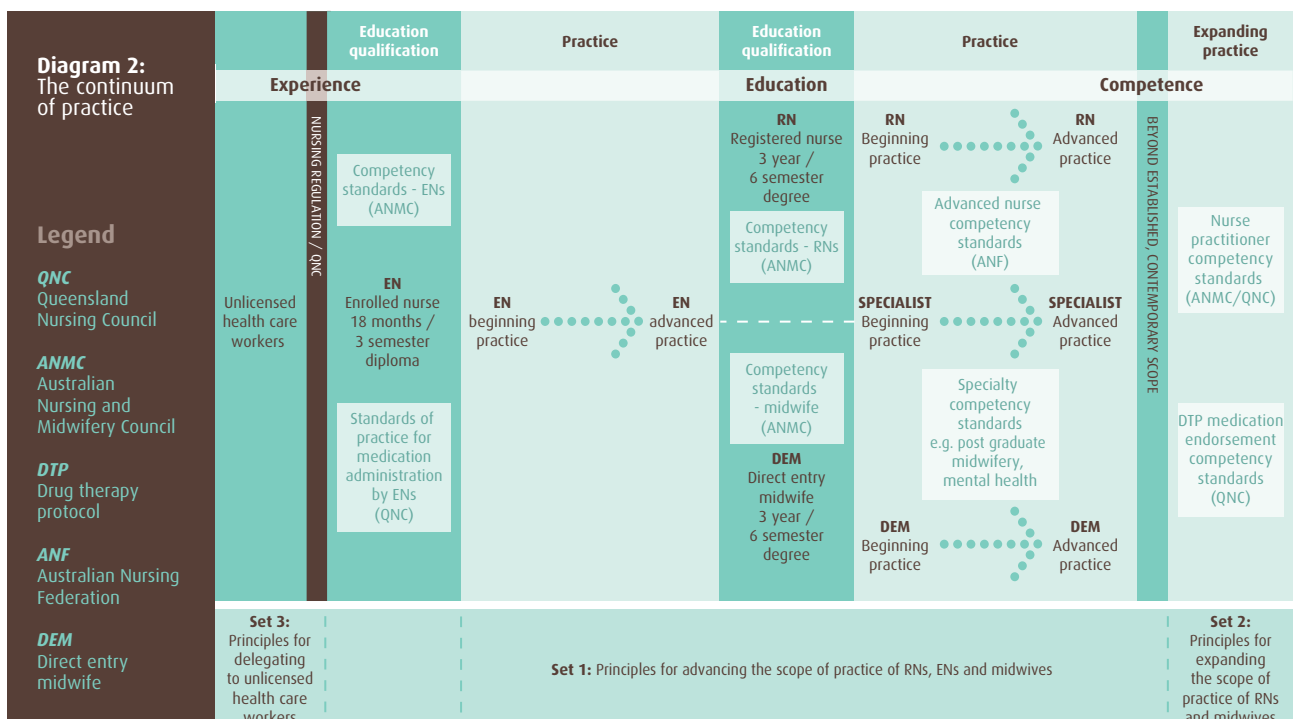 Diagram 2:
The continuum
of practice
Legend
QNC
Queensland
Nursing Council
ANMC
Australian
Nursing and
Midwifery Council
DTP
Drug therapy
protocol
ANF
Australian Nursing
Federation
DEM
Direct entry
midwife
Education
qualification
Practice
Education
qualification
Practice
Expanding
practice
Experience
Education
Competence
Unlicensed
health care
workers
NURSING REGULATION / QNC
Competency
standards - ENs
(ANMC)
EN
Enrolled nurse
18 months /
3 semester
diploma
Standards of
practice for
medication
administration
by ENs
(QNC)
EN
beginning
practice
EN
advanced
practice
RN
Registered nurse
3 year /
6 semester
degree
Competency
standards - RNs
(ANMC)
Competency
standards
- midwife
(ANMC)
DEM
Direct entry
midwife
3 year /
6 semester
degree
RN
Beginning
practice
RN
Advanced
practice
Advanced nurse
competency
standards
(ANF)
SPECIALIST
Beginning
practice
SPECIALIST
Advanced
practice
Specialty
competency
standards
e.g. post graduate
midwifery,
mental health
DEM
Beginning
practice
DEM
Advanced
practice
BEYOND ESTABLISHED, CONTEMPORARY SCOPE
Nurse
practitioner
competency
standards
(ANMC/QNC)
DTP medication
endorsement
competency
standards
(QNC)
Set 3:
Principles for
delegating
to unlicensed
health care
workers
Set 1: Principles for advancing the scope of practice of RNs, ENs and midwives
Set 2:
Principles for
expanding
the scope of
practice of RNs
and midwives